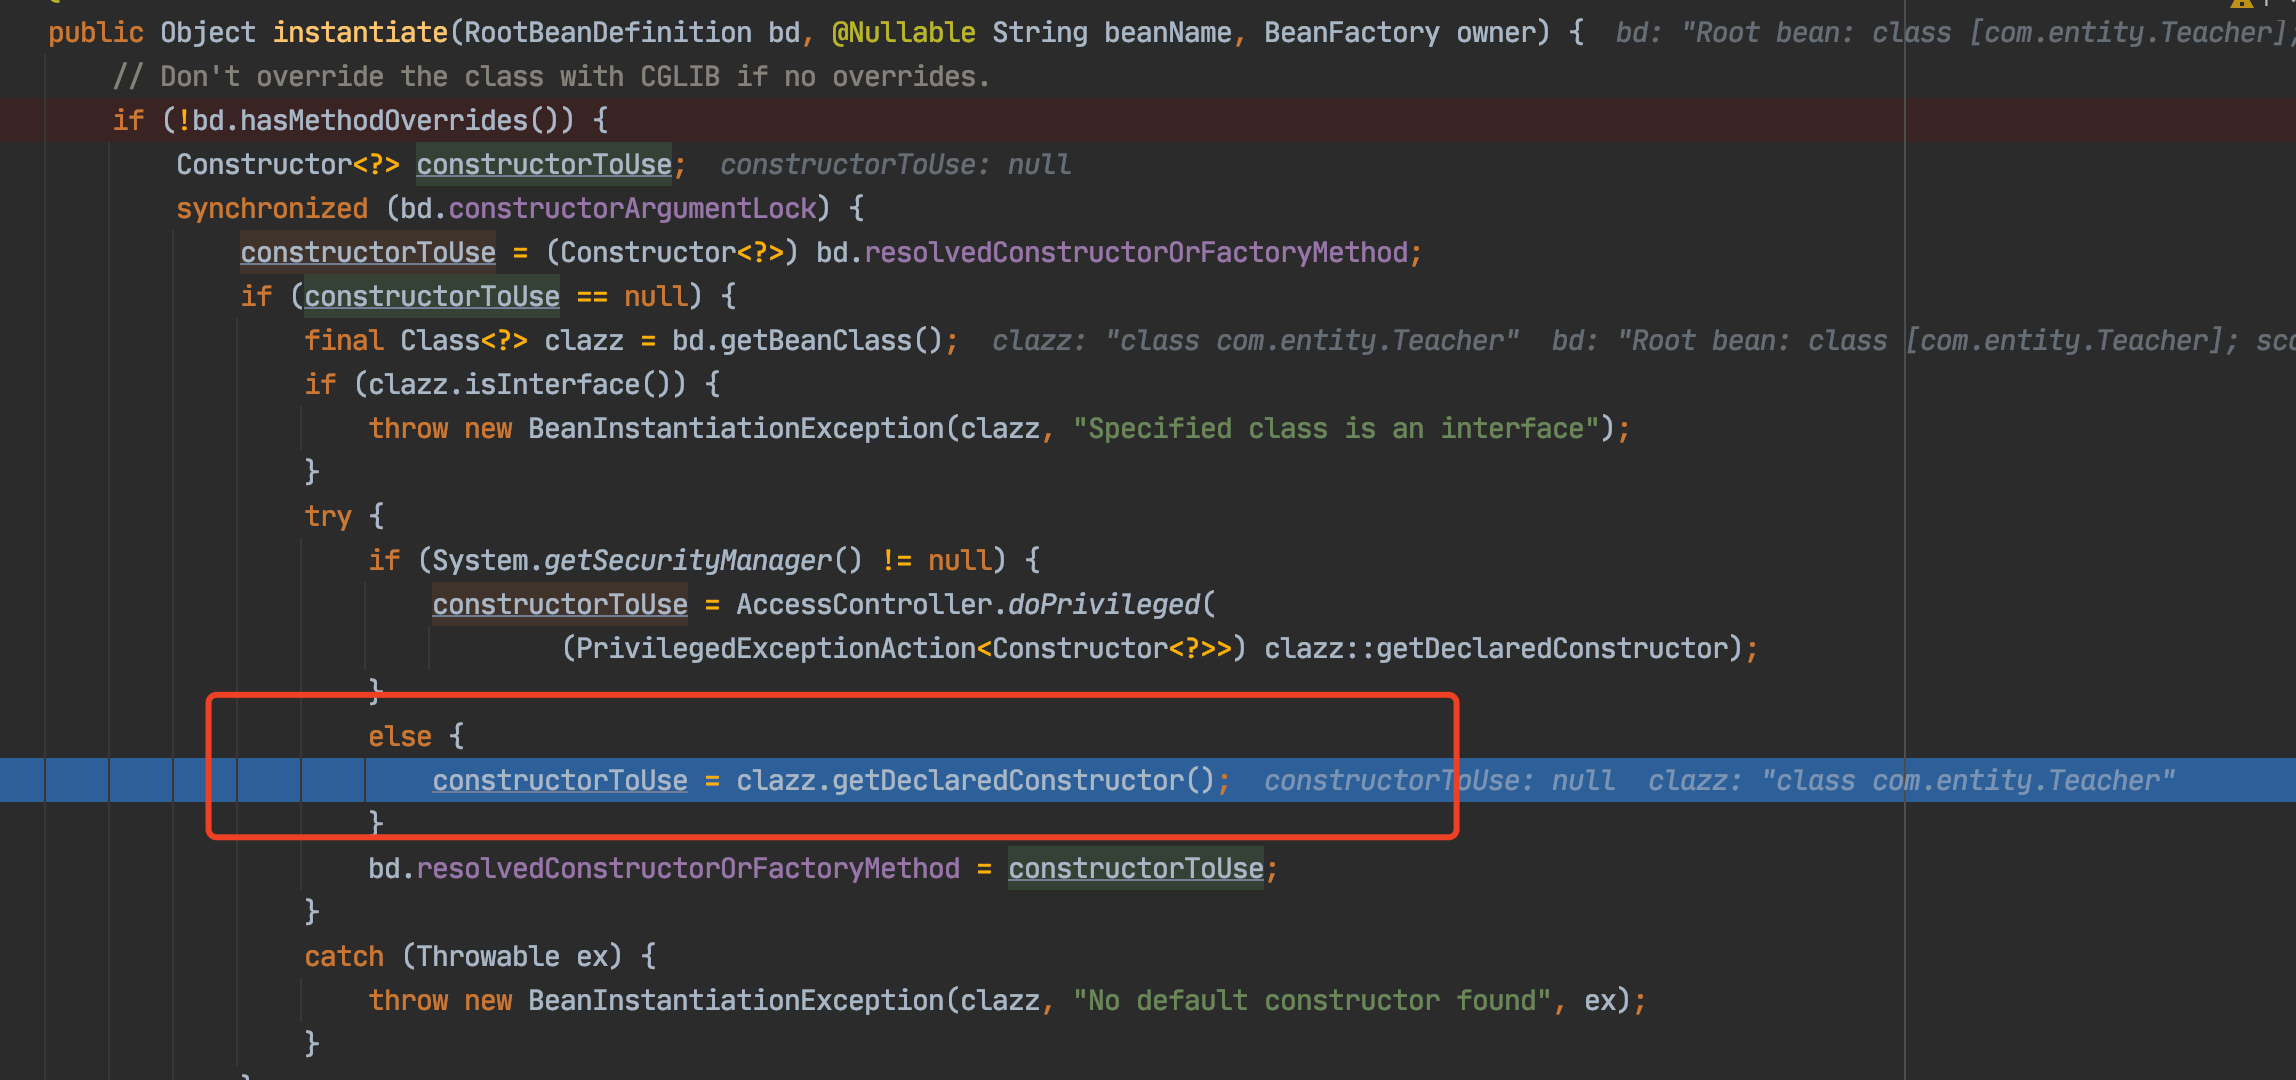 public Object instantiate(RootBeanDefinition bd, @Nullable String beanName, BeanFactory owner) {  bd: "Root bean: class [com.entity.Teacher];
// Don't override the class with CGLIB if no overrides.
if (!bd.hasMethodOverrides()) {
Constructor<?> constructorToUse;  constructorToUse: null
synchronized (bd.constructorArgumentLock) {
constructorToUse = (Constructor<?>) bd.resolvedConstructorOrFactoryMethod;
if (constructorToUse == null) {
final Class<?> clazz = bd.getBeanClass();  clazz: "class com.entity.Teacher"  bd: "Root bean: class [com.entity.Teacher]; sco
if (clazz.isInterface()) {
throw new BeanInstantiationException(clazz, "Specified class is an interface");
}
try {
if (System.getSecurityManager() != null) {
constructorToUse = AccessController.doPrivileged(
(PrivilegedExceptionAction<Constructor<?>>) clazz::getDeclaredConstructor);
}
else {
constructorToUse = clazz.getDeclaredConstructor();  constructorToUse: null  clazz: "class com.entity.Teacher"
}
bd.resolvedConstructorOrFactoryMethod = constructorToUse;
}
catch (Throwable ex) {
throw new BeanInstantiationException(clazz, "No default constructor found", ex);
}